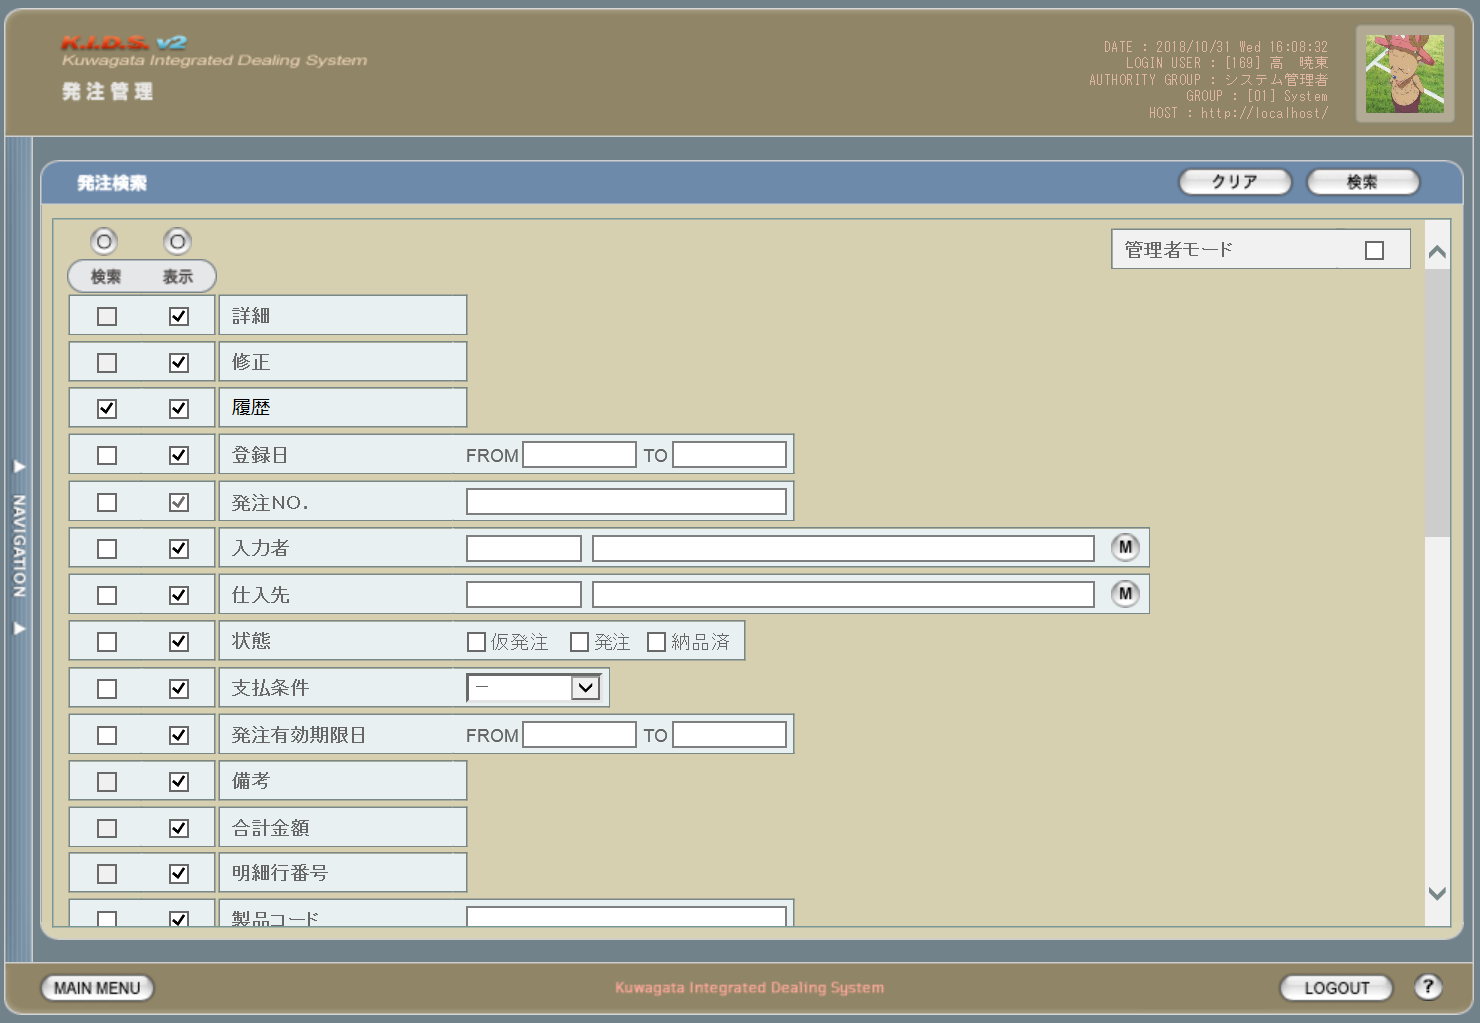 K.I.D.S. v2
Kuwagata Integrated Dealing System
発注管理
DATE : 2018/10/31 Wed 16:08:32
LOGIN USER : [169] 高　暁東
AUTHORITY GROUP : システム管理者
GROUP : [01] System
HOST : http://localhost/
発注検索
クリア
検索
管理者モード
検索 表示
詳細
修正
履歴
登録日 FROM TO
発注NO.
入力者 M
仕入先 M
状態 仮発注 発注 納品済
支払条件 ー
発注有効期限日 FROM TO
備考
合計金額
明細行番号
製品コード
NAVIGATION
MAIN MENU
Kuwagata Integrated Dealing System
LOGOUT
?